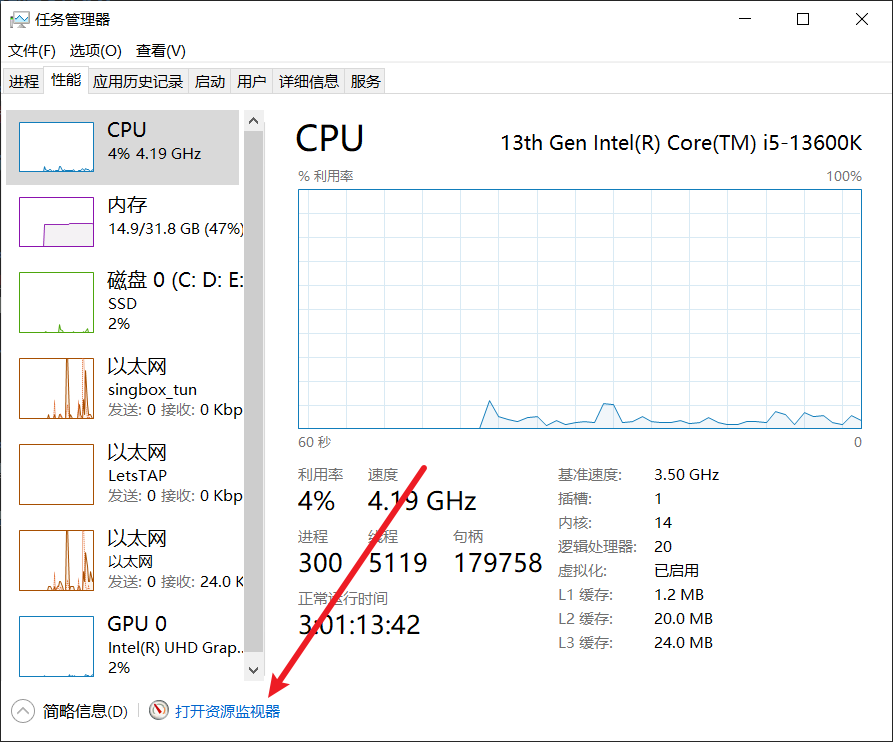 任务管理器
文件(F) 选项(O) 查看(V)
进程 性能 应用历史记录 启动 用户 详细信息 服务
CPU
4% 4.19 GHz
内存
14.9/31.8 GB (47%)
磁盘 0 (C: D: E:
SSD
2%
以太网
singbox_tun
发送: 0 接收: 0 Kbp
以太网
LetsTAP
发送: 0 接收: 0 Kbp
以太网
以太网
发送: 0 接收: 24.0 K
GPU 0
Intel(R) UHD Grap...
2%
CPU
13th Gen Intel(R) Core(TM) i5-13600K
% 利用率
100%
60 秒
0
利用率 速度
4% 4.19 GHz
进程 线程 句柄
300 5119 179758
正常运行时间
3:01:13:42
基准速度: 3.50 GHz
插槽: 1
内核: 14
逻辑处理器: 20
虚拟化: 已启用
L1 缓存: 1.2 MB
L2 缓存: 20.0 MB
L3 缓存: 24.0 MB
简略信息(D)
打开资源监视器